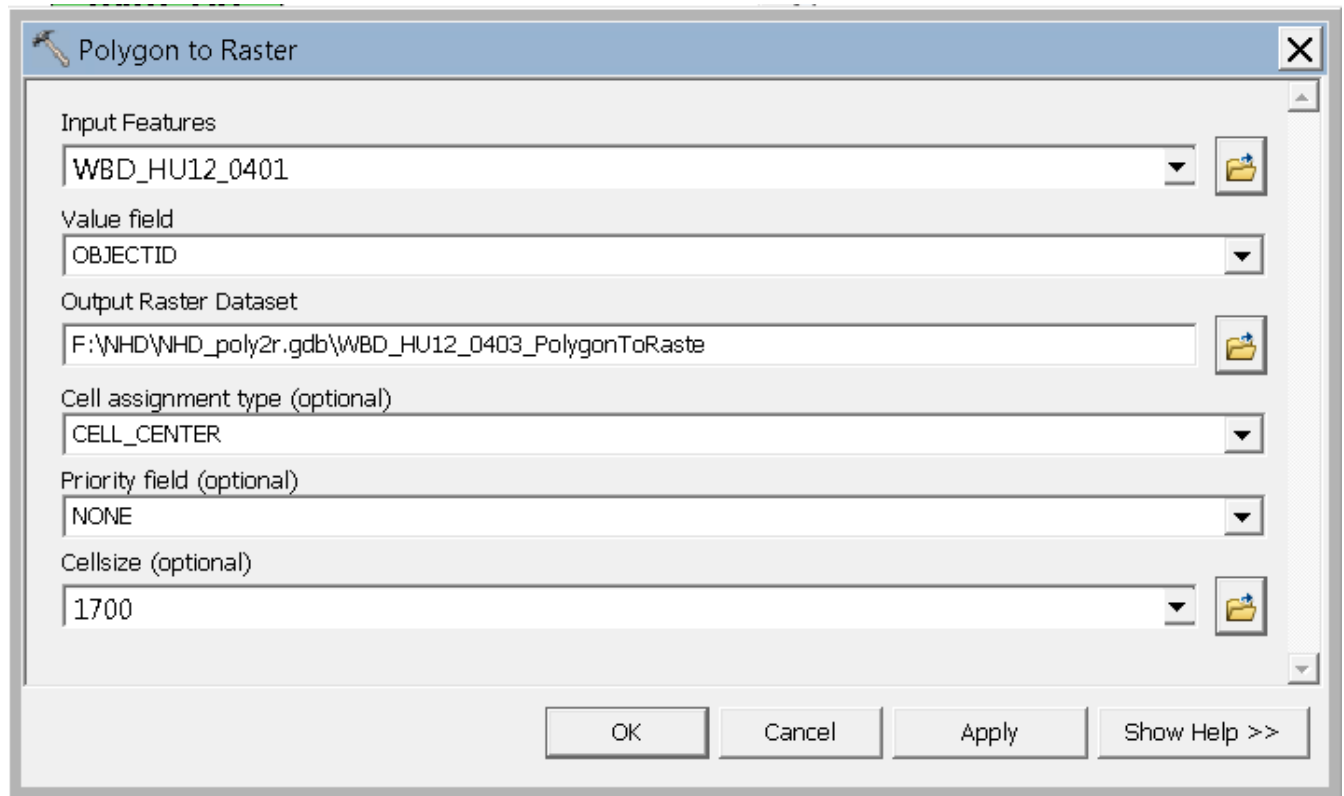 Polygon to Raster
Input Features
WBD_HU12_0401
Value field
OBJECTID
Output Raster Dataset
F:\NHD\NHD_poly2r.gdb\WBD_HU12_0403_PolygonToRaste
Cell assignment type (optional)
CELL_CENTER
Priority field (optional)
NONE
Cellsize (optional)
1700
OK
Cancel
Apply
Show Help >>